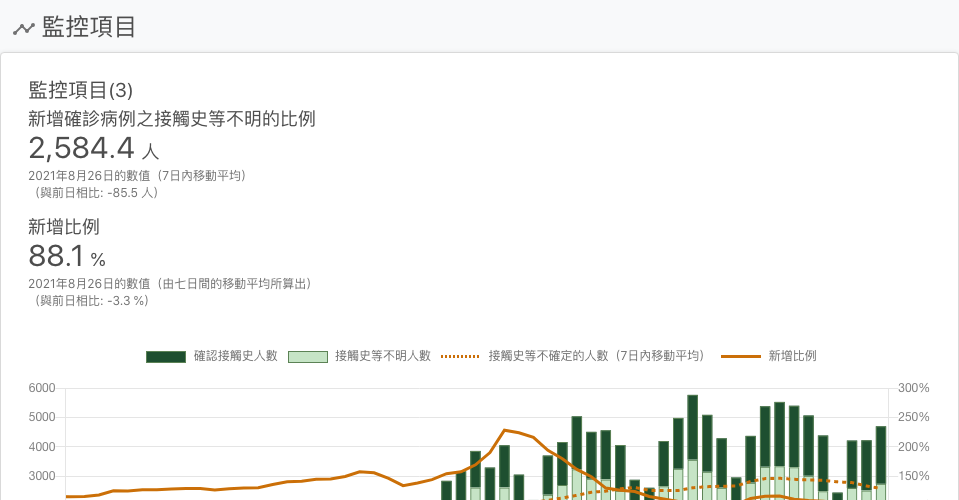 監控項目
監控項目(3)
新增確診病例之接觸史等不明的比例
2,584.4 人
2021年8月26日的數值（7日內移動平均）
（與前日相比: -85.5 人）
新增比例
88.1 %
2021年8月26日的數值（由七日間的移動平均所算出）
（與前日相比: -3.3 %）
確認接觸史人數 接觸史等不明人數 接觸史等不確定的人數（7日內移動平均） 新增比例
6000 300%
5000 250%
4000 200%
3000 150%